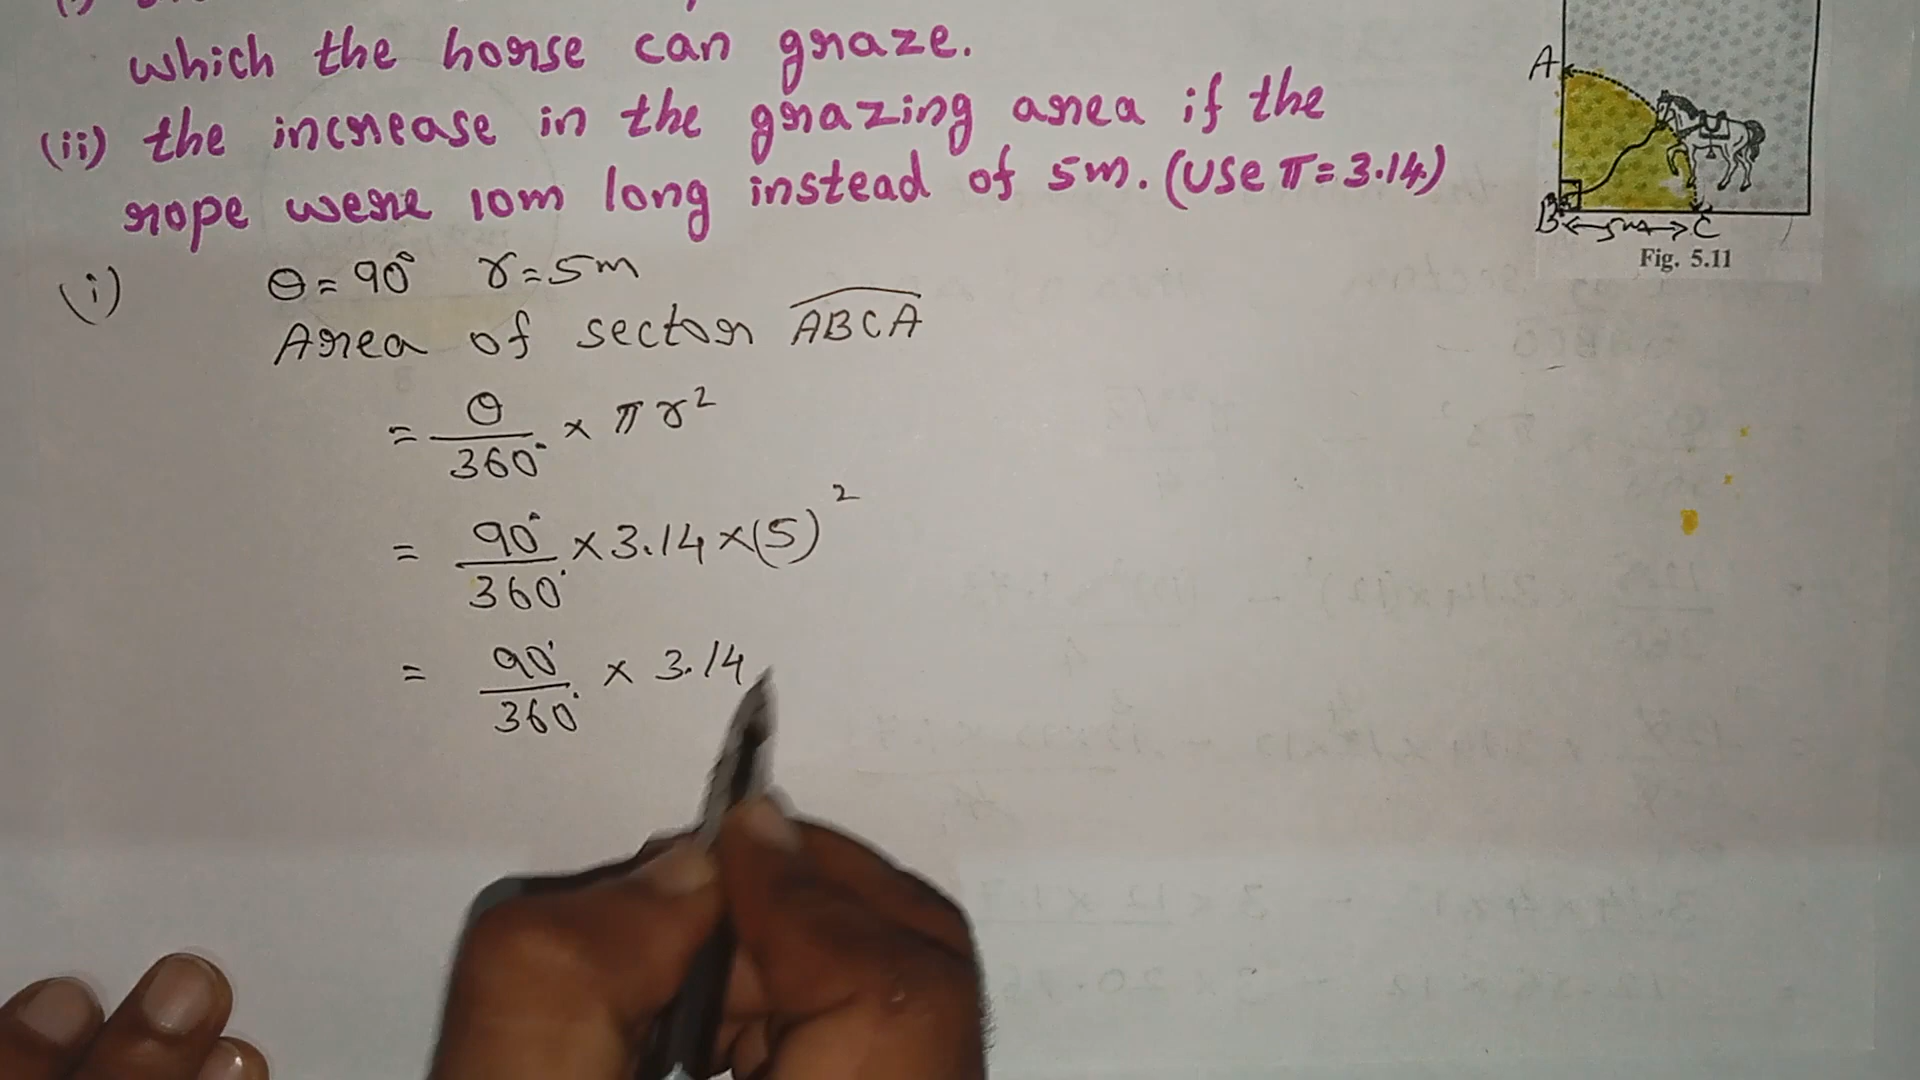 which the horse can graze.
(ii) the increase in the grazing area if the
rope were 10m long instead of 5m. (Use π = 3.14)
A
B 5m C
Fig. 5.11
(i) θ = 90° r = 5m
Area of sector ABCA
= θ/360° × πr²
= 90°/360° × 3.14 × (5)²
= 90°/360° × 3.14